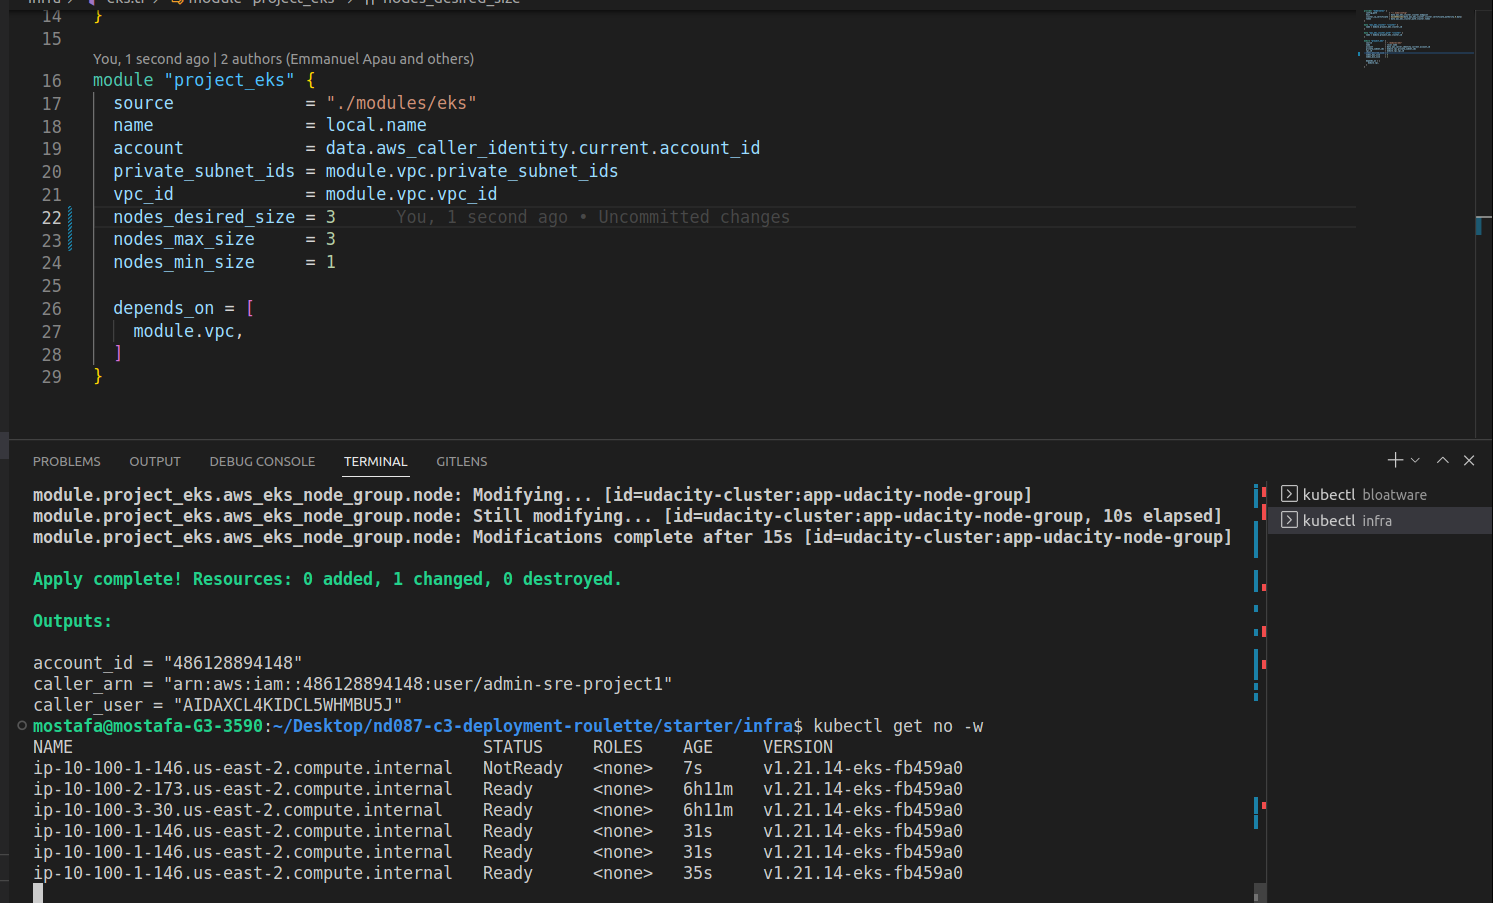 infra > eks.tf > module "project_eks" > nodes_desired_size
14 }
15
You, 1 second ago | 2 authors (Emmanuel Apau and others)
16 module "project_eks" {
17 source = "./modules/eks"
18 name = local.name
19 account = data.aws_caller_identity.current.account_id
20 private_subnet_ids = module.vpc.private_subnet_ids
21 vpc_id = module.vpc.vpc_id
22 nodes_desired_size = 3 You, 1 second ago • Uncommitted changes
23 nodes_max_size = 3
24 nodes_min_size = 1
25
26 depends_on = [
27 module.vpc,
28 ]
29 }
PROBLEMS OUTPUT DEBUG CONSOLE TERMINAL GITLENS
module.project_eks.aws_eks_node_group.node: Modifying... [id=udacity-cluster:app-udacity-node-group]
module.project_eks.aws_eks_node_group.node: Still modifying... [id=udacity-cluster:app-udacity-node-group, 10s elapsed]
module.project_eks.aws_eks_node_group.node: Modifications complete after 15s [id=udacity-cluster:app-udacity-node-group]
Apply complete! Resources: 0 added, 1 changed, 0 destroyed.
Outputs:
account_id = "486128894148"
caller_arn = "arn:aws:iam::486128894148:user/admin-sre-project1"
caller_user = "AIDAXCL4KIDCL5WHMBU5J"
mostafa@mostafa-G3-3590:~/Desktop/nd087-c3-deployment-roulette/starter/infra$ kubectl get no -w
NAME STATUS ROLES AGE VERSION
ip-10-100-1-146.us-east-2.compute.internal NotReady <none> 7s v1.21.14-eks-fb459a0
ip-10-100-2-173.us-east-2.compute.internal Ready <none> 6h11m v1.21.14-eks-fb459a0
ip-10-100-3-30.us-east-2.compute.internal Ready <none> 6h11m v1.21.14-eks-fb459a0
ip-10-100-1-146.us-east-2.compute.internal Ready <none> 31s v1.21.14-eks-fb459a0
ip-10-100-1-146.us-east-2.compute.internal Ready <none> 31s v1.21.14-eks-fb459a0
ip-10-100-1-146.us-east-2.compute.internal Ready <none> 35s v1.21.14-eks-fb459a0
kubectl bloatware
kubectl infra